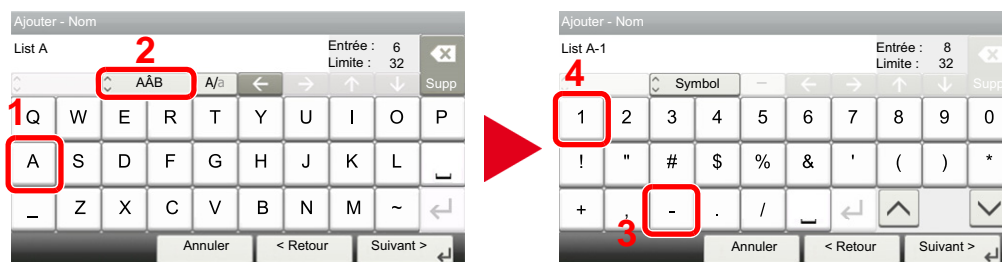 Ajouter - Nom
List A
2
Entrée : 6
Limite : 32
AÂB
A/a
Supp
1
Q W E R T Y U I O P
A S D F G H J K L
_ Z X C V B N M ~
Annuler
< Retour
Suivant >
Ajouter - Nom
List A-1
4
Entrée : 8
Limite : 32
Symbol
Supp
1 2 3 4 5 6 7 8 9 0
! " # $ % & ' ( ) *
+ , - . /
3
Annuler
< Retour
Suivant >